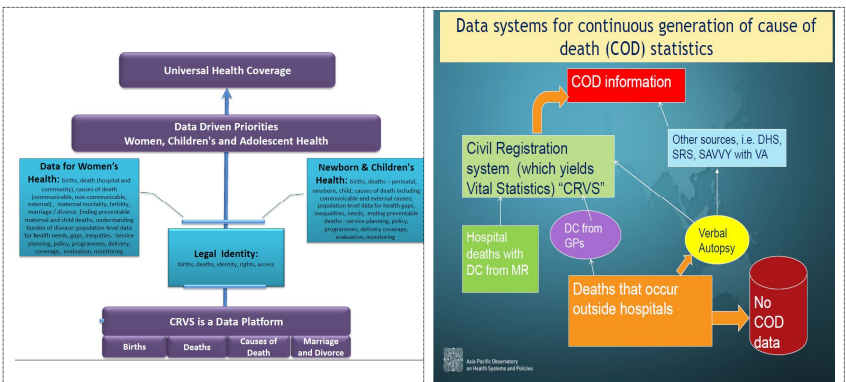 Universal Health Coverage
Data Driven Priorities
Women, Children's and Adolescent Health
Data for Women's
Health: births, death (hospital and
community), causes of death
(communicable, non-communicable,
external) , maternal mortality, fertility,
marriage / divorce. Ending preventable
maternal and child deaths, understanding
burden of disease: population-level data
for health needs, gaps, inequities. Service
planning, policy, programmes, delivery,
coverage, evaluation, monitoring
Newborn & Children's
Health: births, deaths – perinatal,
newborn, child; causes of death including
communicable and external causes;
population level data for health gaps,
inequalities, needs, ending preventable
deaths – service planning, policy,
programmes, delivery coverage,
evaluation, monitoring
Legal Identity:
births, deaths, identity, rights, access
CRVS is a Data Platform
Births
Deaths
Causes of
Death
Marriage
and Divorce
Data systems for continuous generation of cause of
death (COD) statistics
COD information
Other sources, i.e. DHS,
SRS, SAVVY with VA
Civil Registration
system (which yields
Vital Statistics) “CRVS”
Hospital
deaths with
DC from MR
DC from
GPs
Verbal
Autopsy
Deaths that occur
outside hospitals
No
COD
data
Asia Pacific Observatory
on Health Systems and Policies